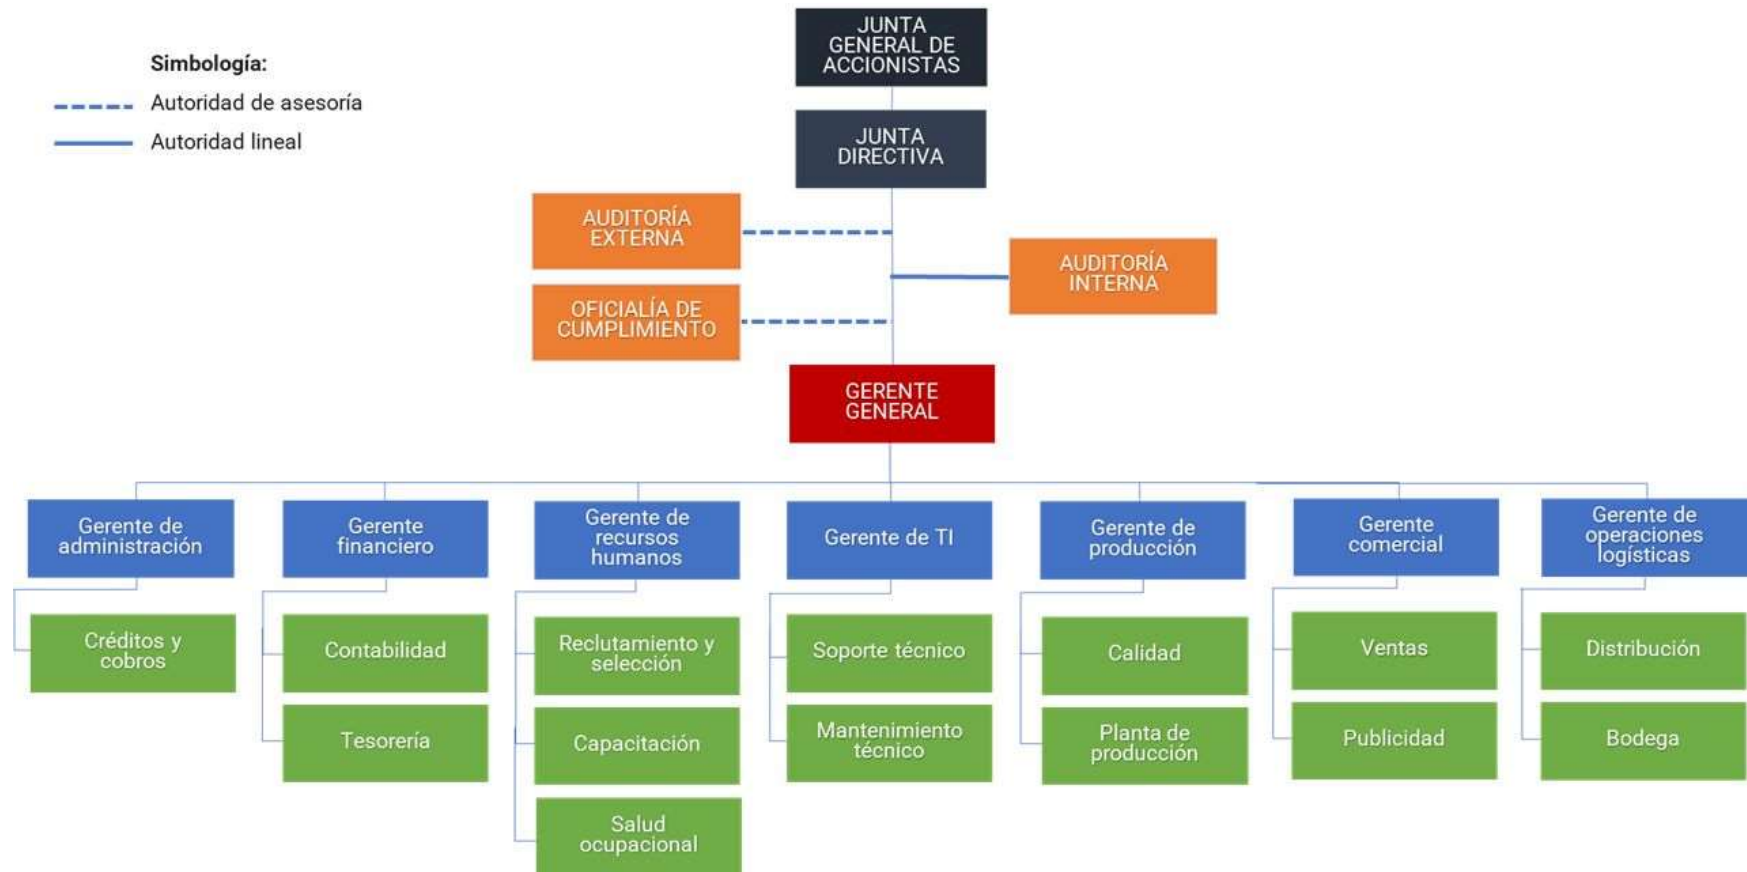 JUNTA
GENERAL DE
ACCIONISTAS
Simbología:
Autoridad de asesoría
Autoridad lineal
JUNTA
DIRECTIVA
AUDITORÍA
EXTERNA
AUDITORÍA
INTERNA
OFICIALÍA DE
CUMPLIMIENTO
GERENTE
GENERAL
Gerente de
administración
Gerente
financiero
Gerente de
recursos
humanos
Gerente de TI
Gerente de
producción
Gerente
comercial
Gerente de
operaciones
logísticas
Créditos y
cobros
Contabilidad
Reclutamiento y
selección
Soporte técnico
Calidad
Ventas
Distribución
Tesorería
Capacitación
Mantenimiento
técnico
Planta de
producción
Publicidad
Bodega
Salud
ocupacional